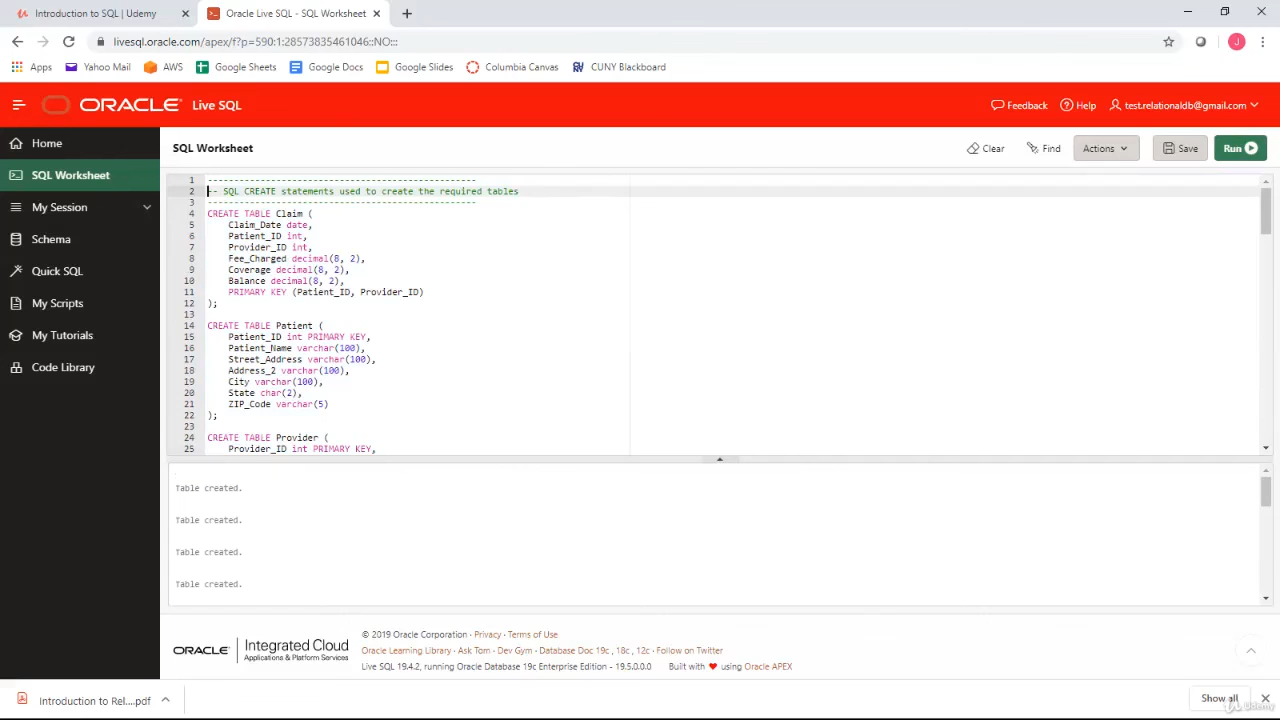 Introduction to SQL | Udemy
Oracle Live SQL - SQL Worksheet
livesql.oracle.com/apex/f?p=590:1:28573835461046::NO:::
J
Apps Yahoo Mail AWS Google Sheets Google Docs Google Slides Columbia Canvas CUNY Blackboard
ORACLE Live SQL
Feedback Help test.relationaldb@gmail.com
Home
SQL Worksheet
My Session
Schema
Quick SQL
My Scripts
My Tutorials
Code Library
SQL Worksheet
Clear Find Actions Save Run
1 ---------------------------------------------------
2 -- SQL CREATE statements used to create the required tables
3 ---------------------------------------------------
4 CREATE TABLE Claim (
5 Claim_Date date,
6 Patient_ID int,
7 Provider_ID int,
8 Fee_Charged decimal(8, 2),
9 Coverage decimal(8, 2),
10 Balance decimal(8, 2),
11 PRIMARY KEY (Patient_ID, Provider_ID)
12 );
13
14 CREATE TABLE Patient (
15 Patient_ID int PRIMARY KEY,
16 Patient_Name varchar(100),
17 Street_Address varchar(100),
18 Address_2 varchar(100),
19 City varchar(100),
20 State char(2),
21 ZIP_Code varchar(5)
22 );
23
24 CREATE TABLE Provider (
25 Provider_ID int PRIMARY KEY,
Table created.
Table created.
Table created.
Table created.
ORACLE Integrated Cloud
Applications & Platform Services
© 2019 Oracle Corporation · Privacy · Terms of Use
Oracle Learning Library · Ask Tom · Dev Gym · Database Doc 19c , 18c , 12c · Follow on Twitter
Live SQL 19.4.2, running Oracle Database 19c Enterprise Edition - 19.5.0.0.0 Built with ❤ using Oracle APEX
Introduction to Rel....pdf
Show all
Udemy